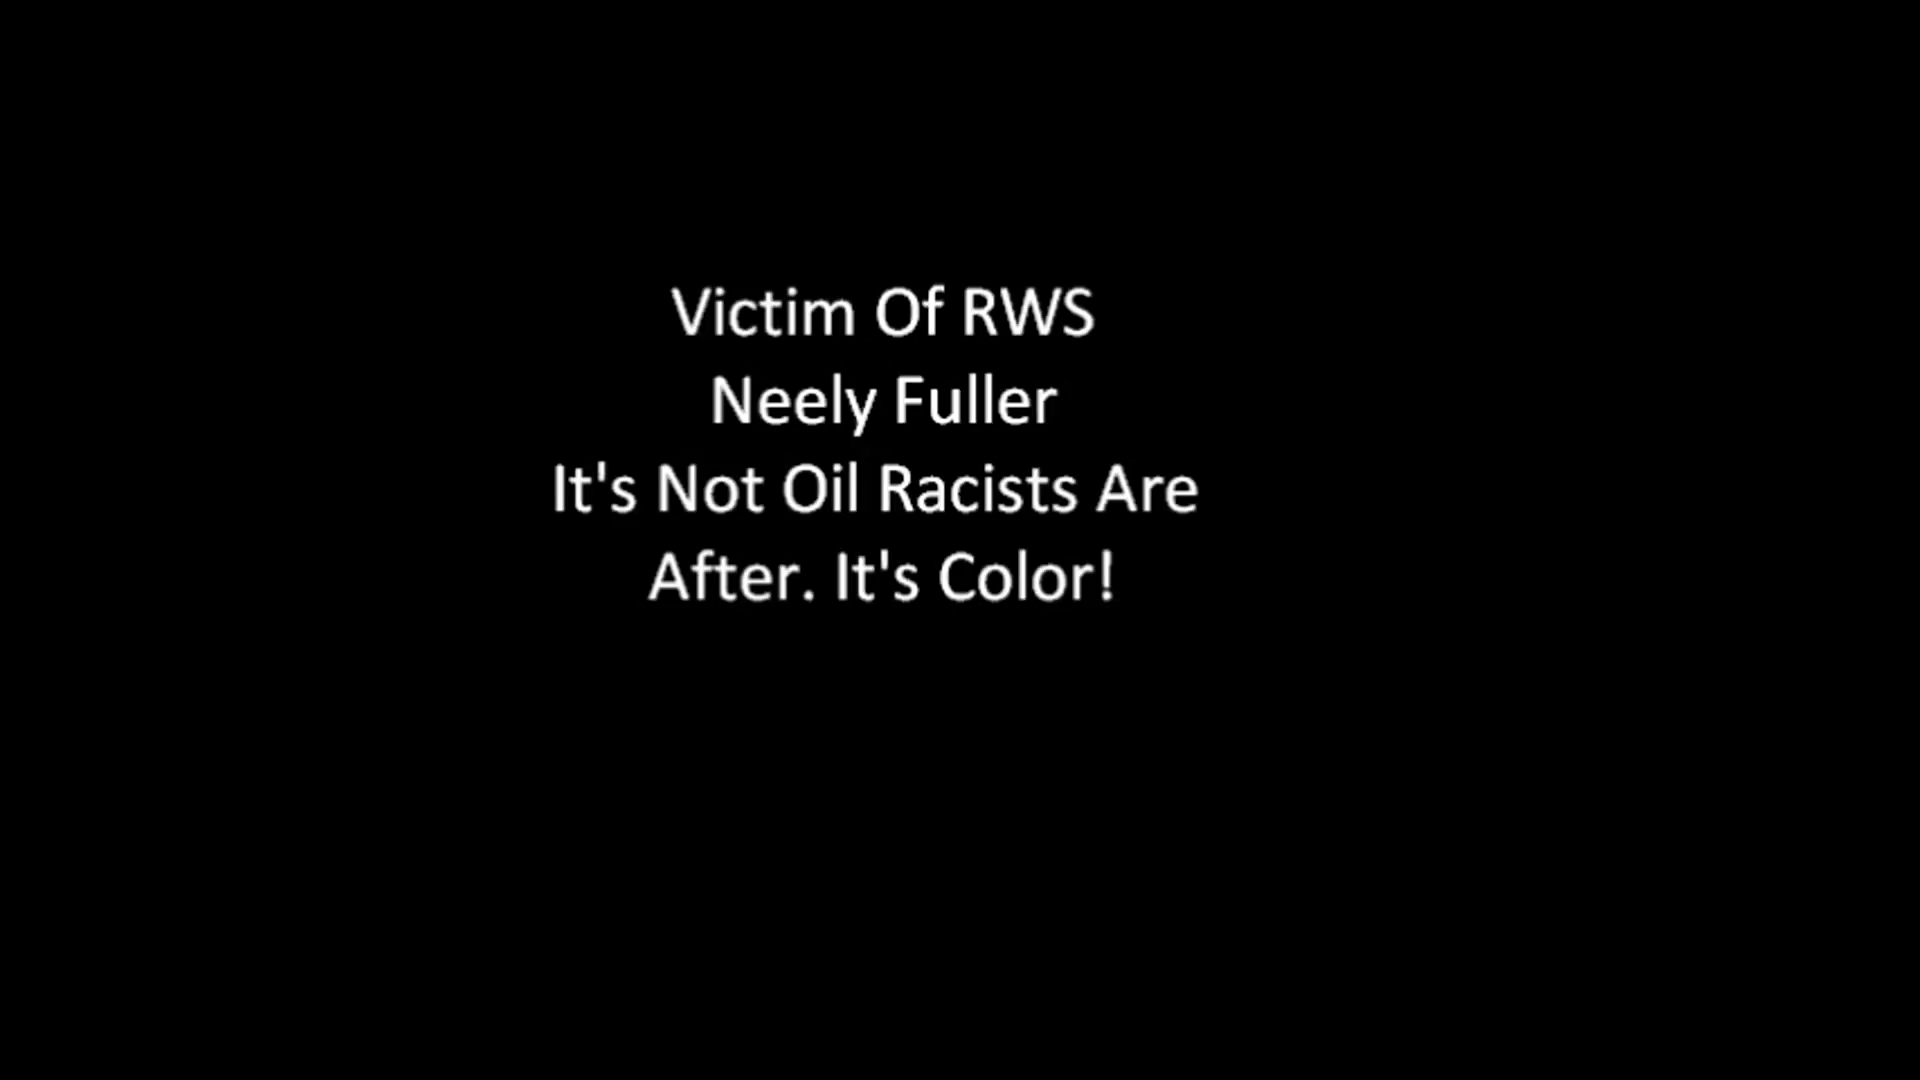 Victim Of RWS
Neely Fuller
It's Not Oil Racists Are
After. It's Color!